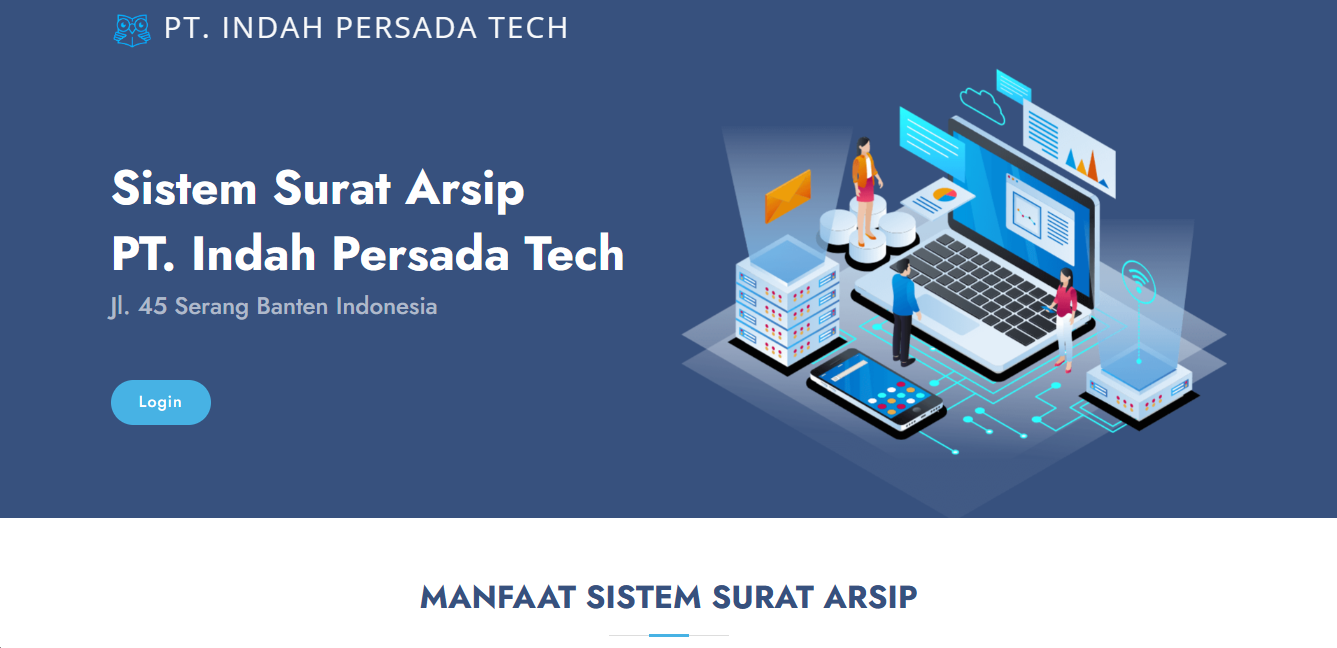 PT. INDAH PERSADA TECH
Sistem Surat Arsip
PT. Indah Persada Tech
Jl. 45 Serang Banten Indonesia
Login
MANFAAT SISTEM SURAT ARSIP